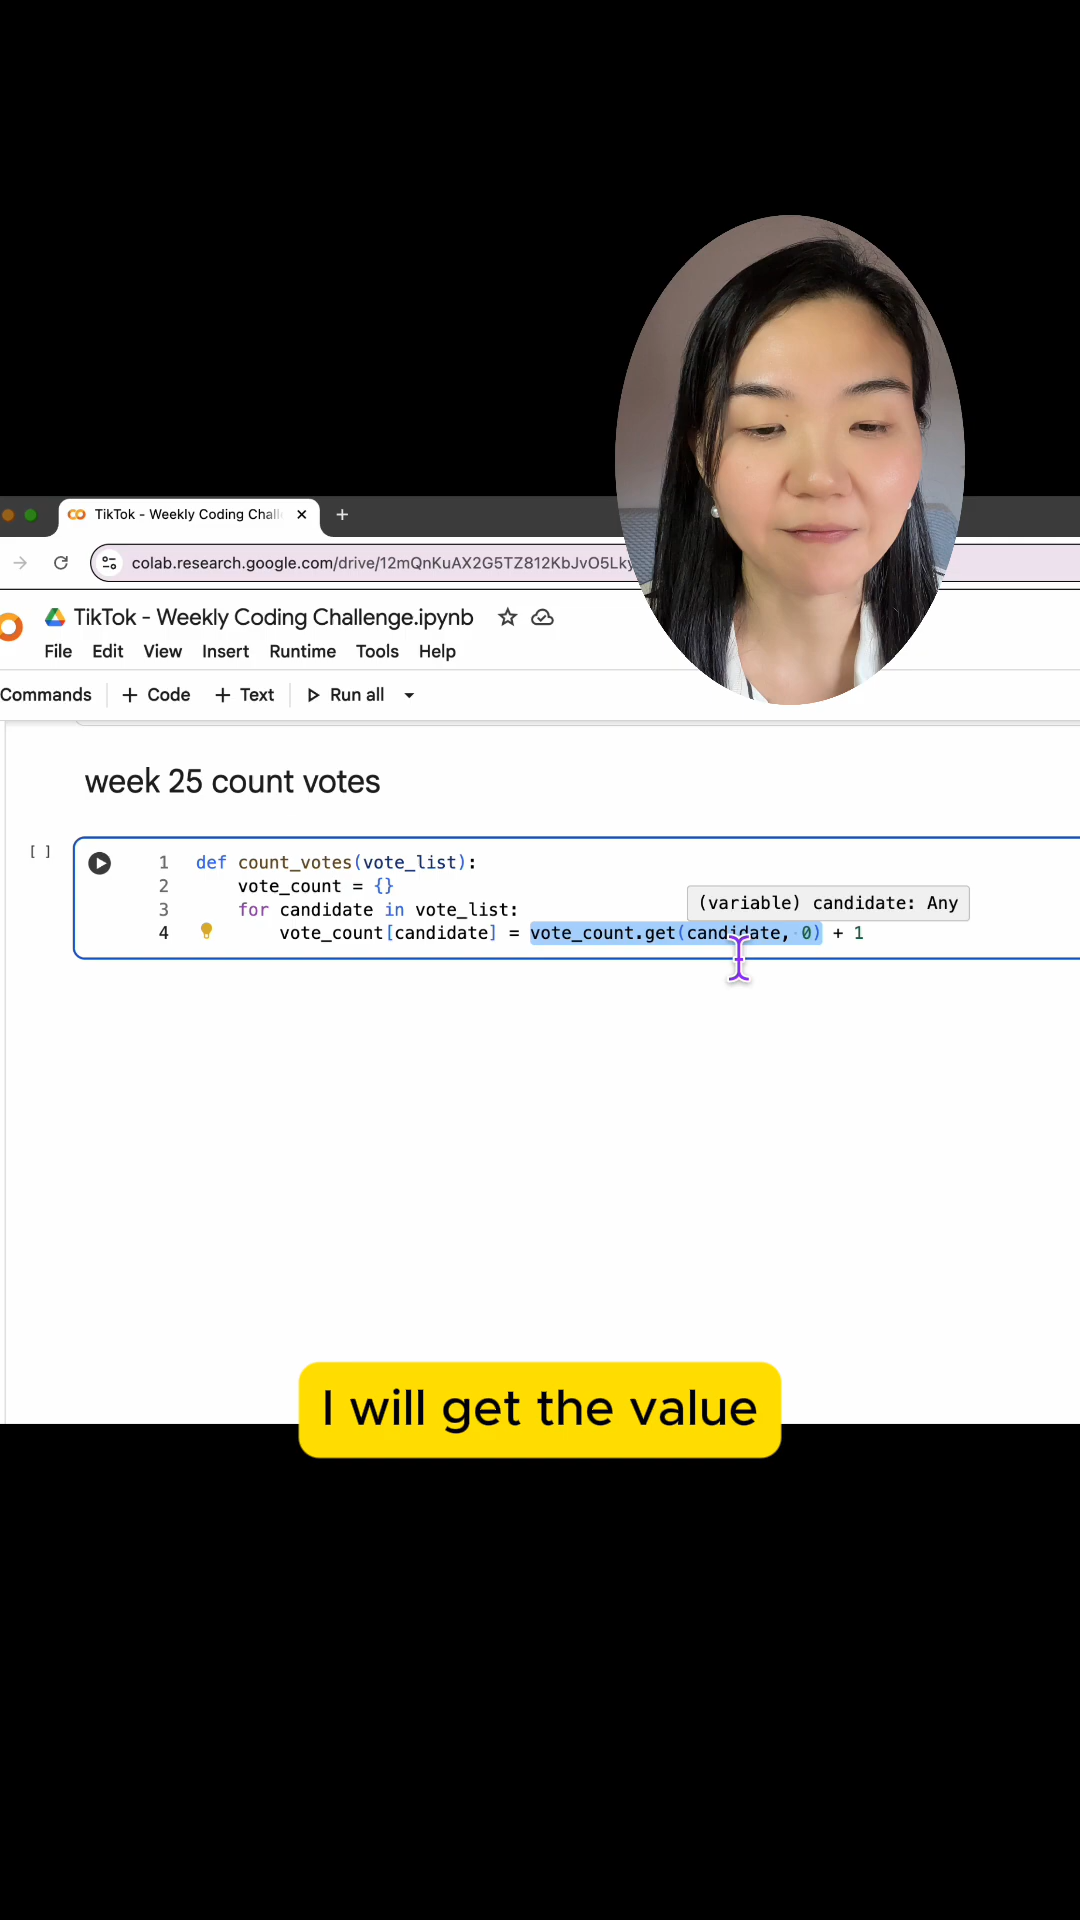 TikTok - Weekly Coding Chall
colab.research.google.com/drive/12mQnKuAX2G5TZ812KbJvO5Lky
TikTok - Weekly Coding Challenge.ipynb
File Edit View Insert Runtime Tools Help
Commands + Code + Text Run all
week 25 count votes
[ ]
1 def count_votes(vote_list):
2 vote_count = {}
(variable) candidate: Any
3 for candidate in vote_list:
4 vote_count[candidate] = vote_count.get(candidate, 0) + 1
I will get the value